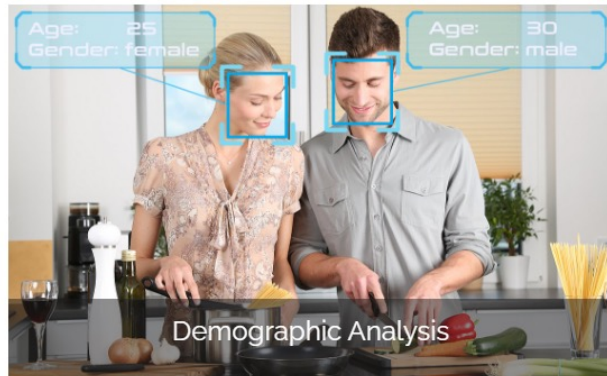 Age: 25
Gender: female
Age: 30
Gender: male
Demographic Analysis